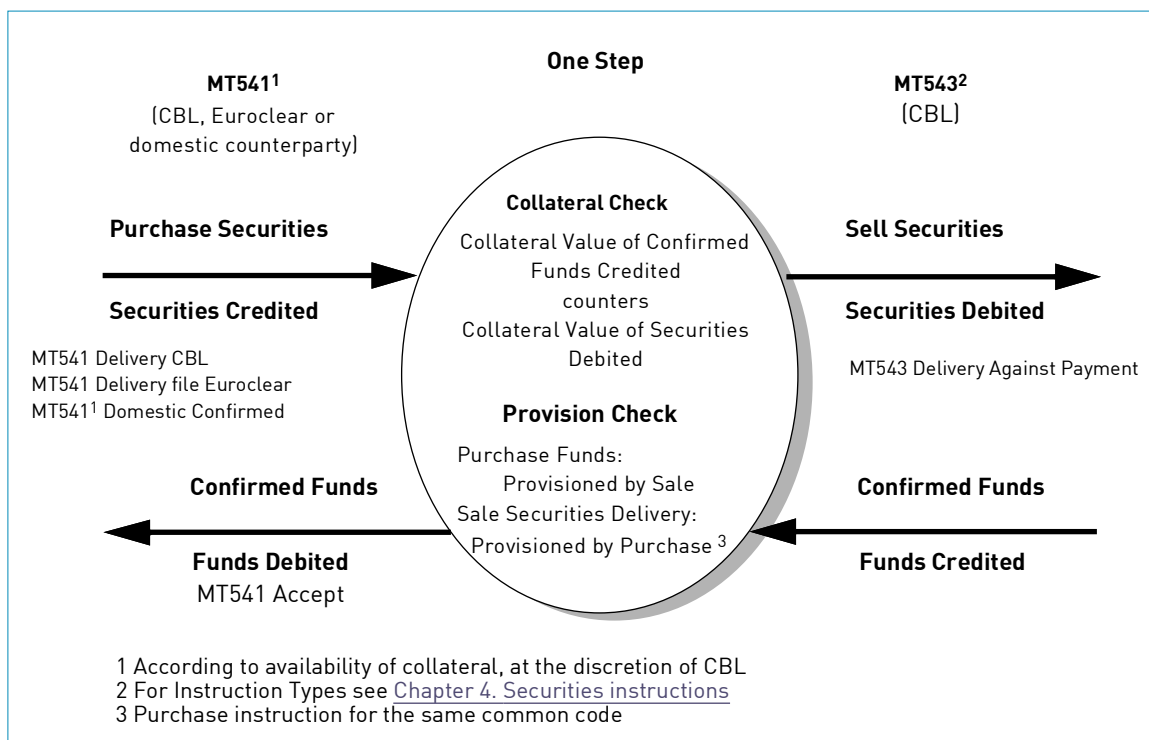 One Step
MT541¹
(CBL, Euroclear or
domestic counterparty)
MT543²
(CBL)
Purchase Securities
Securities Credited
MT541 Delivery CBL
MT541 Delivery file Euroclear
MT541¹ Domestic Confirmed
Confirmed Funds
Funds Debited
MT541 Accept
Collateral Check
Collateral Value of Confirmed
Funds Credited
counters
Collateral Value of Securities
Debited
Provision Check
Purchase Funds:
Provisioned by Sale
Sale Securities Delivery:
Provisioned by Purchase ³
Sell Securities
Securities Debited
MT543 Delivery Against Payment
Confirmed Funds
Funds Credited
1 According to availability of collateral, at the discretion of CBL
2 For Instruction Types see Chapter 4. Securities instructions
3 Purchase instruction for the same common code